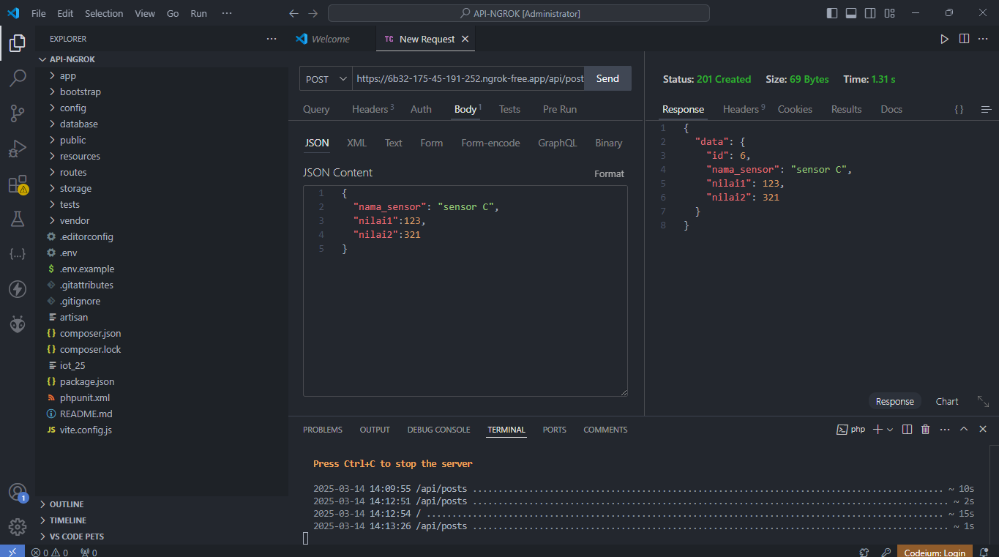 File Edit Selection View Go Run ··· API-NGROK [Administrator]
EXPLORER ···
Welcome TC New Request
API-NGROK
app
bootstrap
config
database
public
resources
routes
storage
tests
vendor
.editorconfig
.env
$ .env.example
.gitattributes
.gitignore
artisan
{} composer.json
{} composer.lock
iot_25
{} package.json
phpunit.xml
README.md
JS vite.config.js
OUTLINE
TIMELINE
VS CODE PETS
POST https://6b32-175-45-191-252.ngrok-free.app/api/post Send
Query Headers 3 Auth Body 1 Tests Pre Run
JSON XML Text Form Form-encode GraphQL Binary
JSON Content Format
1 {
2 "nama_sensor": "sensor C",
3 "nilai1":123,
4 "nilai2":321
5 }
Status: 201 Created Size: 69 Bytes Time: 1.31 s
Response Headers 9 Cookies Results Docs { }
1 {
2 "data": {
3 "id": 6,
4 "nama_sensor": "sensor C",
5 "nilai1": 123,
6 "nilai2": 321
7 }
8 }
Response Chart
PROBLEMS OUTPUT DEBUG CONSOLE TERMINAL PORTS COMMENTS php
Press Ctrl+C to stop the server
2025-03-14 14:09:55 /api/posts ........................................ ~ 10s
2025-03-14 14:12:51 /api/posts ........................................ ~ 2s
2025-03-14 14:12:54 / ........................................ ~ 15s
2025-03-14 14:13:26 /api/posts ........................................ ~ 1s
1
0 0 0 Codeium: Login